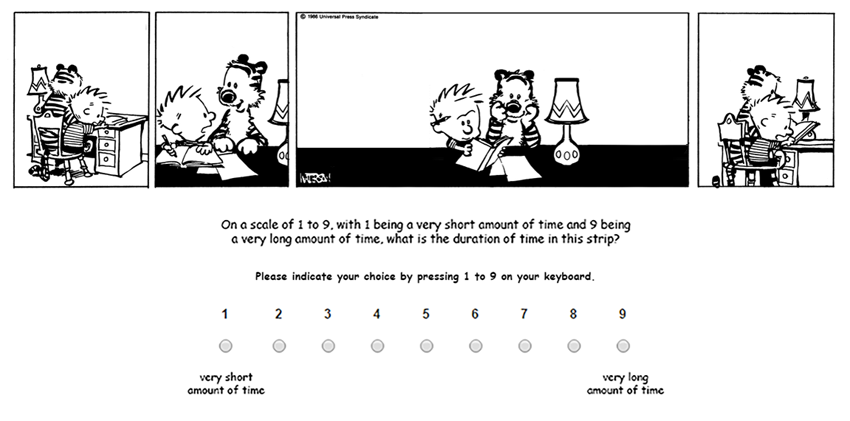 © 1986 Universal Press Syndicate
WATTERSON
On a scale of 1 to 9, with 1 being a very short amount of time and 9 being
a very long amount of time, what is the duration of time in this strip?
Please indicate your choice by pressing 1 to 9 on your keyboard.
1 2 3 4 5 6 7 8 9
very short
amount of time
very long
amount of time